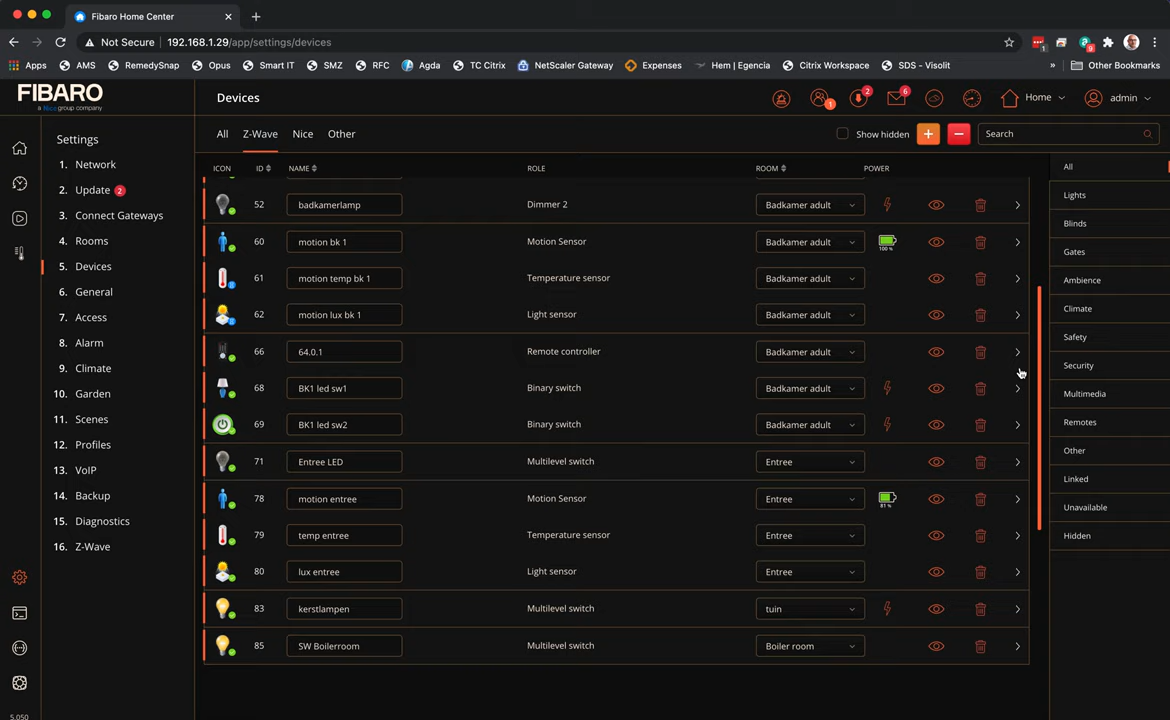 Fibaro Home Center
Not Secure 192.168.1.29/app/settings/devices
Apps AMS RemedySnap Opus Smart IT SMZ RFC Agda TC Citrix NetScaler Gateway Expenses Hem | Egencia Citrix Workspace SDS - Visolit » Other Bookmarks
FIBARO
a Nice group company
Devices
2 6 1
Home
admin
Settings
1. Network
2. Update 2
3. Connect Gateways
4. Rooms
5. Devices
6. General
7. Access
8. Alarm
9. Climate
10. Garden
11. Scenes
12. Profiles
13. VoIP
14. Backup
15. Diagnostics
16. Z-Wave
5.050
All Z-Wave Nice Other
Show hidden + − Search
ICON ID NAME ROLE ROOM POWER
52 badkamerlamp Dimmer 2 Badkamer adult
60 motion bk 1 Motion Sensor Badkamer adult 100 %
61 motion temp bk 1 Temperature sensor Badkamer adult
62 motion lux bk 1 Light sensor Badkamer adult
66 64.0.1 Remote controller Badkamer adult
68 BK1 led sw1 Binary switch Badkamer adult
69 BK1 led sw2 Binary switch Badkamer adult
71 Entree LED Multilevel switch Entree
78 motion entree Motion Sensor Entree 81 %
79 temp entree Temperature sensor Entree
80 lux entree Light sensor Entree
83 kerstlampen Multilevel switch tuin
85 SW Boilerroom Multilevel switch Boiler room
All
Lights
Blinds
Gates
Ambience
Climate
Safety
Security
Multimedia
Remotes
Other
Linked
Unavailable
Hidden